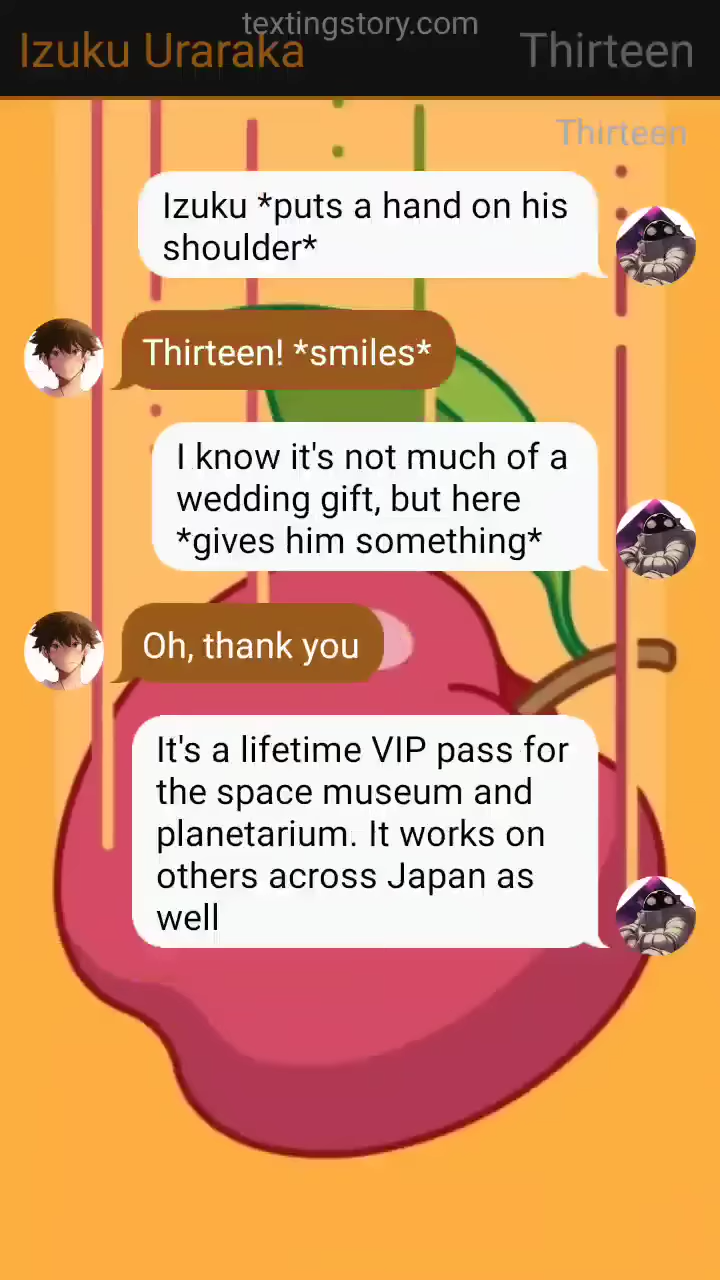 textingstory.com
Izuku Uraraka
Thirteen
Thirteen
Izuku *puts a hand on his
shoulder*
Thirteen! *smiles*
I know it's not much of a
wedding gift, but here
*gives him something*
Oh, thank you
It's a lifetime VIP pass for
the space museum and
planetarium. It works on
others across Japan as
well